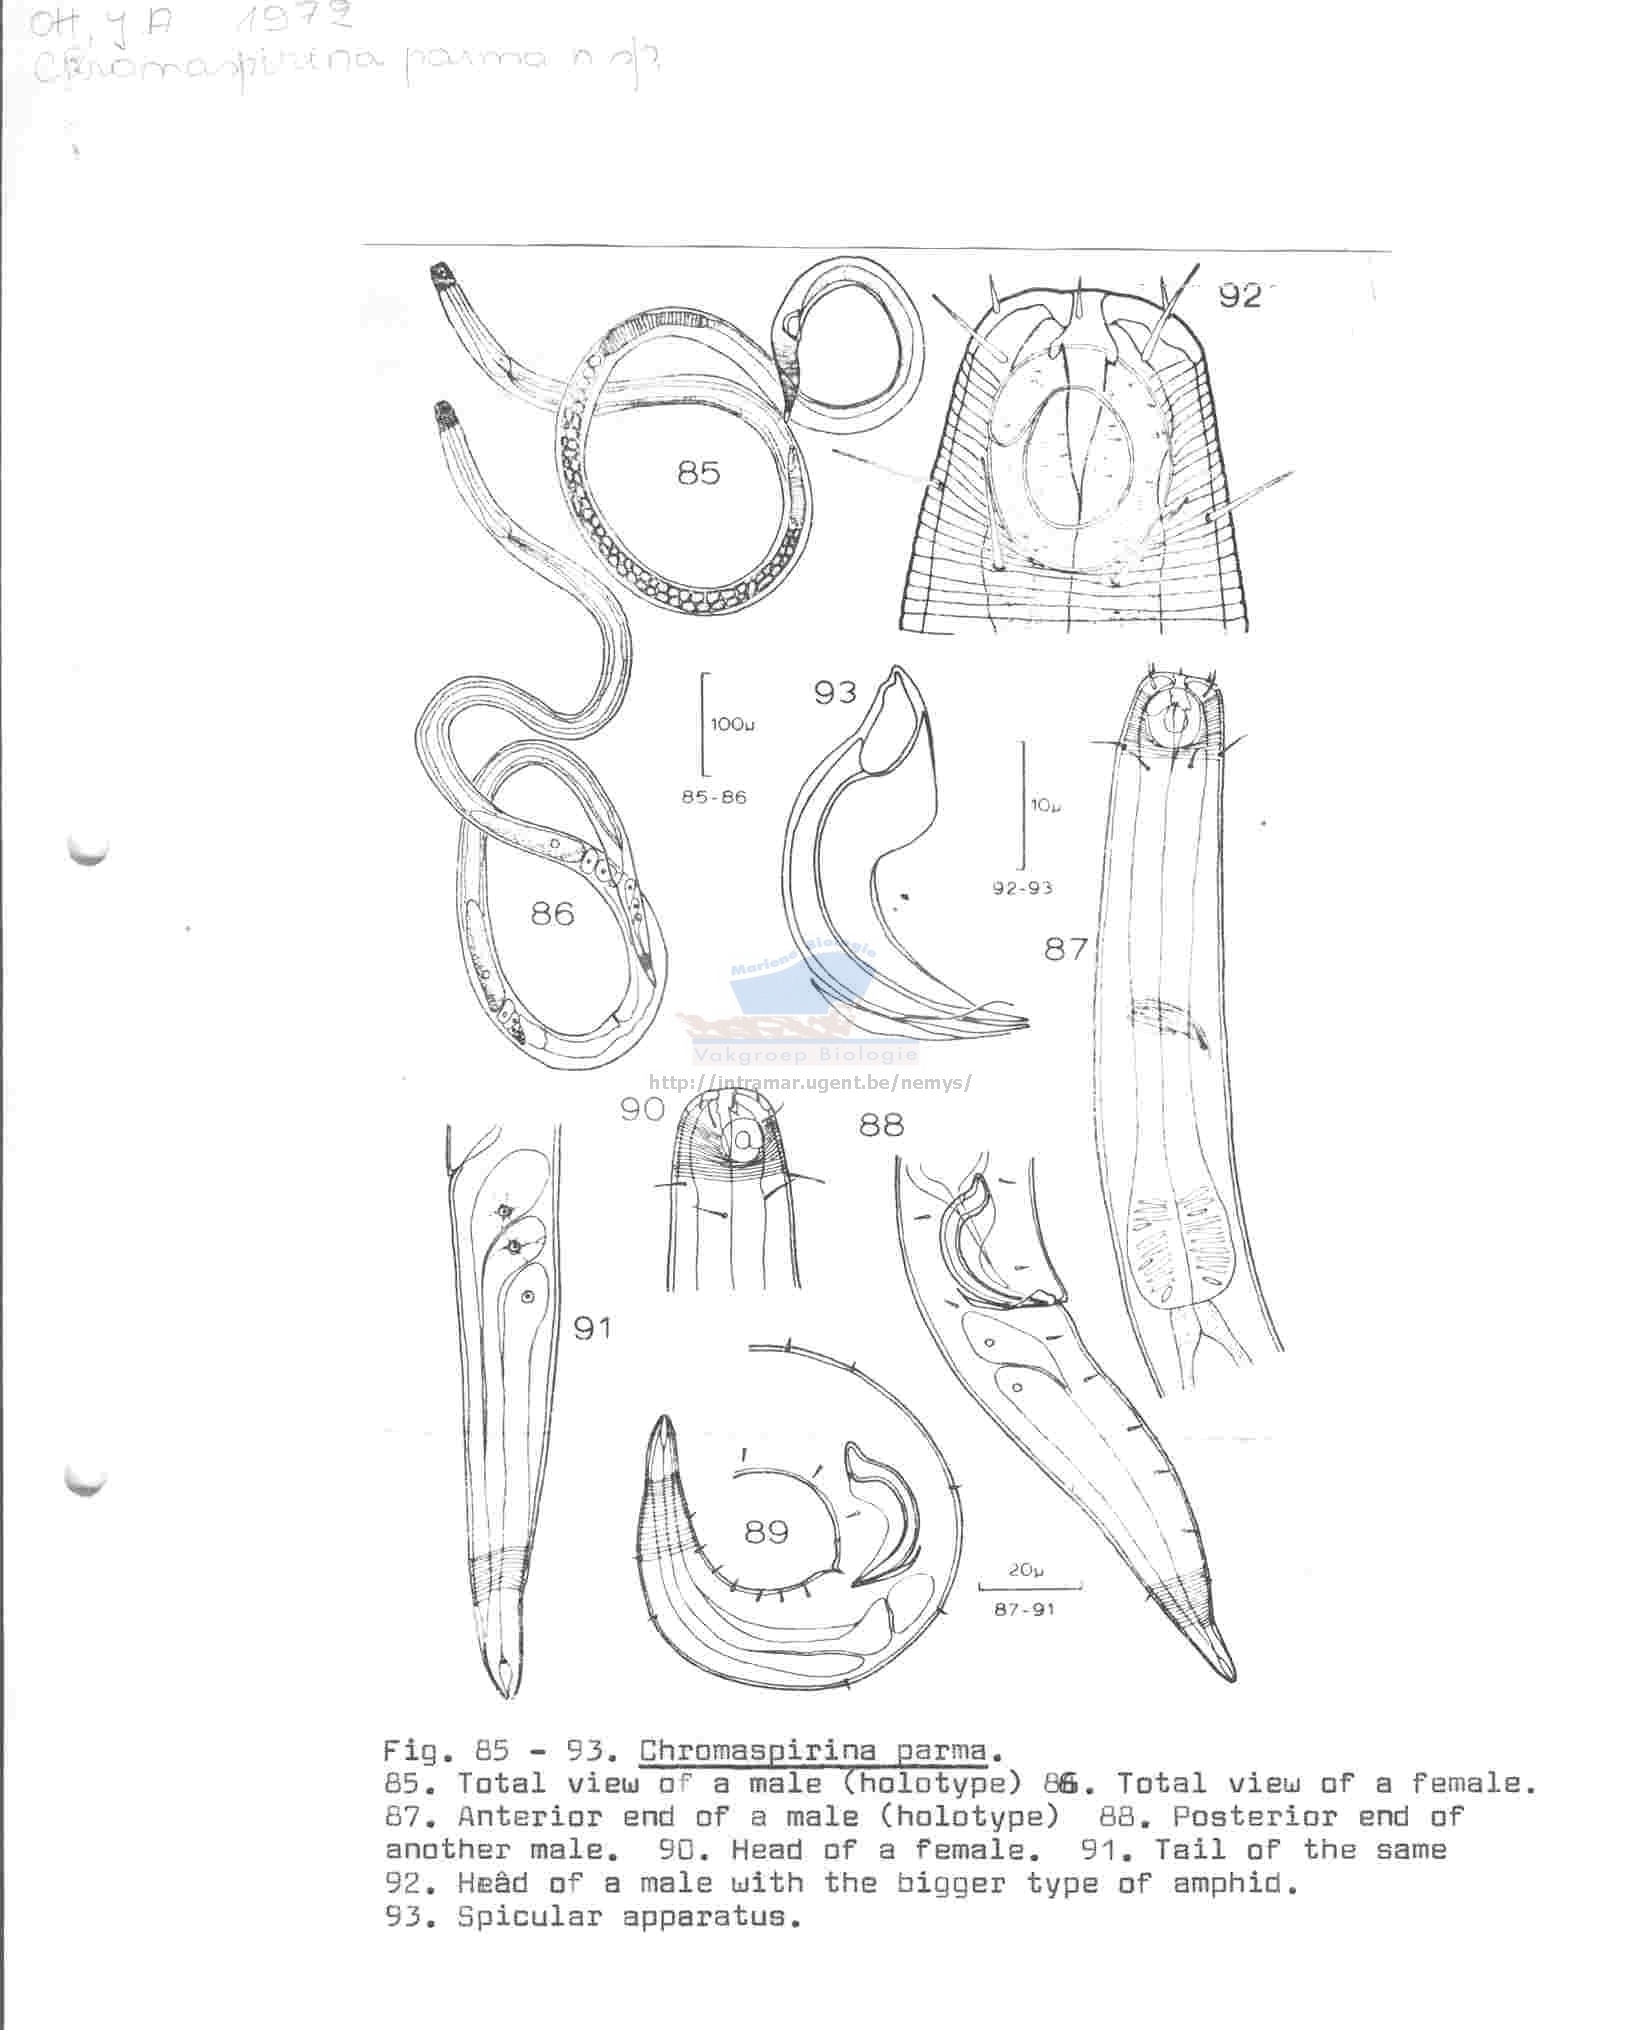 OH, Y A 1972
Chromaspirina parma n sp
92
85
93
100µ
85-86
10µ
92-93
87
86
Mariene Biologie
Vakgroep Biologie
http://intramar.ugent.be/nemys/
90
a
88
91
89
20µ
87-91
Fig. 85 - 93. Chromaspirina parma.
85. Total view of a male (holotype) 86. Total view of a female.
87. Anterior end of a male (holotype) 88. Posterior end of
another male. 90. Head of a female. 91. Tail of the same
92. Heâd of a male with the bigger type of amphid.
93. Spicular apparatus.